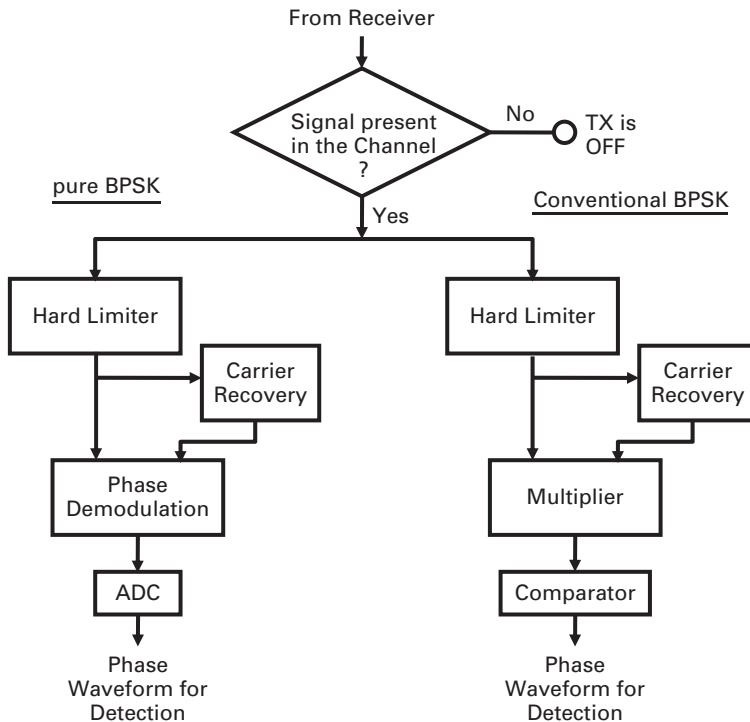 From Receiver
Signal present
in the Channel
?
No
TX is
OFF
pure BPSK
Conventional BPSK
Yes
Hard Limiter
Carrier
Recovery
Phase
Demodulation
ADC
Phase
Waveform for
Detection
Hard Limiter
Carrier
Recovery
Multiplier
Comparator
Phase
Waveform for
Detection